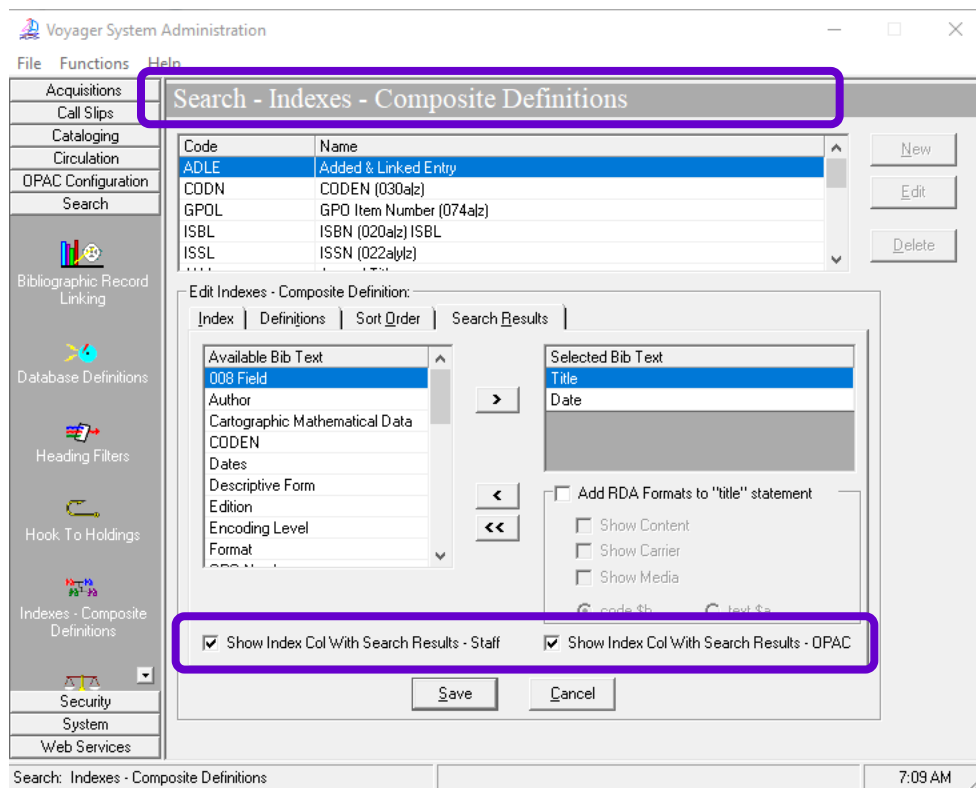 Voyager System Administration
File Functions Help
Acquisitions
Call Slips
Cataloging
Circulation
OPAC Configuration
Search
Bibliographic Record
Linking
Database Definitions
Heading Filters
Hook To Holdings
Indexes - Composite
Definitions
Security
System
Web Services
Search - Indexes - Composite Definitions
Code Name
ADLE Added & Linked Entry
CODN CODEN (030a|z)
GPOL GPO Item Number (074a|z)
ISBL ISBN (020a|z) ISBL
ISSL ISSN (022a|y|z)
New
Edit
Delete
Edit Indexes - Composite Definition:
Index Definitions Sort Order Search Results
Available Bib Text
008 Field
Author
Cartographic Mathematical Data
CODEN
Dates
Descriptive Form
Edition
Encoding Level
Format
>
<
<<
Selected Bib Text
Title
Date
Add RDA Formats to "title" statement
Show Content
Show Carrier
Show Media
code $b text $a
Show Index Col With Search Results - Staff Show Index Col With Search Results - OPAC
Save Cancel
Search: Indexes - Composite Definitions 7:09 AM